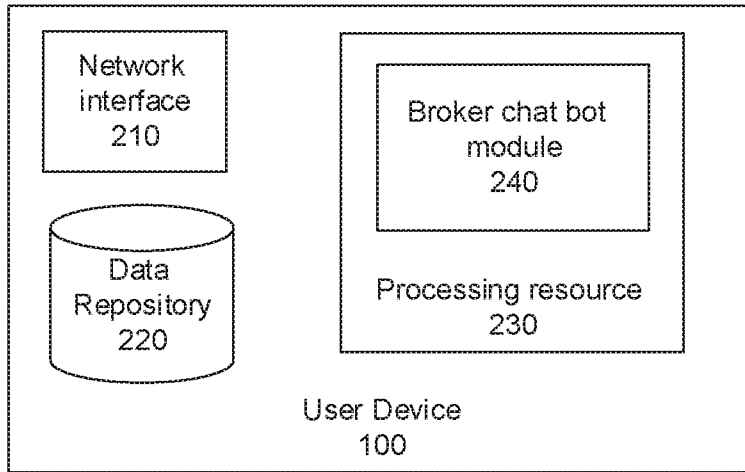 Network
interface
210
Broker chat bot
module
240
Data
Repository
220
Processing resource
230
User Device
100